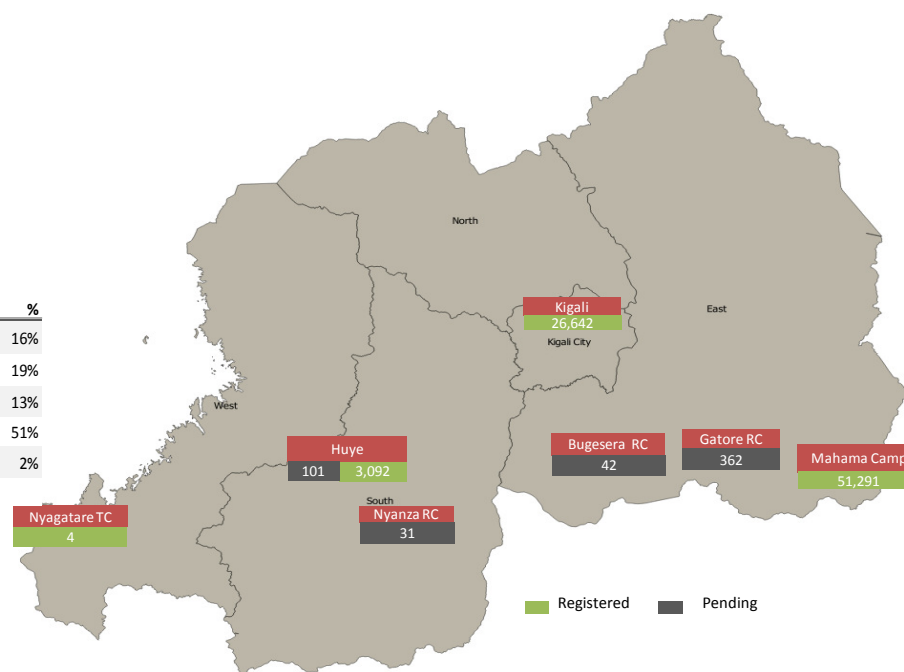 North
%
Kigali
East
26,642
16%
Kigali City
19%
13%
West
51%
Huye
Bugesera RC
Gatore RC
2%
101 3,092
42
362
Mahama Camp
51,291
South
Nyagatare TC
Nyanza RC
4
31
Registered Pending